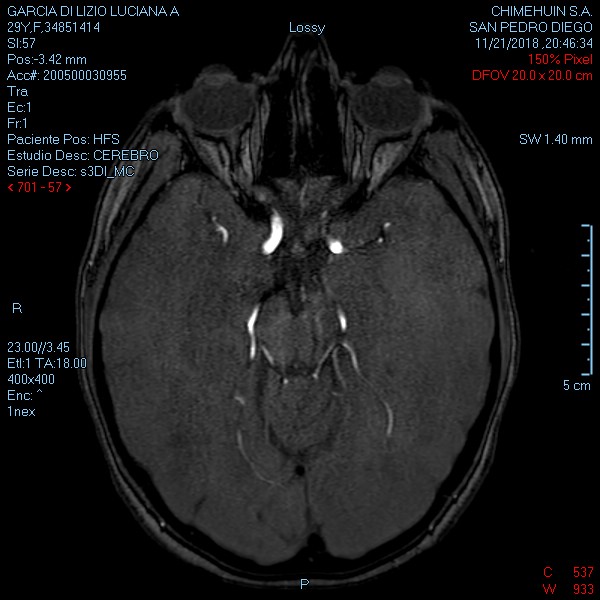 GARCIA DI LIZIO LUCIANA A
29Y,F,34851414
Sl:57
Pos:-3.42 mm
Acc#: 200500030955
Tra
Ec:1
Fr:1
Paciente Pos: HFS
Estudio Desc: CEREBRO
Serie Desc: s3DI_MC
< 701 - 57 >
Lossy
CHIMEHUIN S.A.
SAN PEDRO DIEGO
11/21/2018 ,20:46:34
150% Pixel
DFOV 20.0 x 20.0 cm
SW 1.40 mm
R
23.00//3.45
Etl:1 TA:18.00
400x400
Enc: ^
1nex
5 cm
P
C 537
W 933